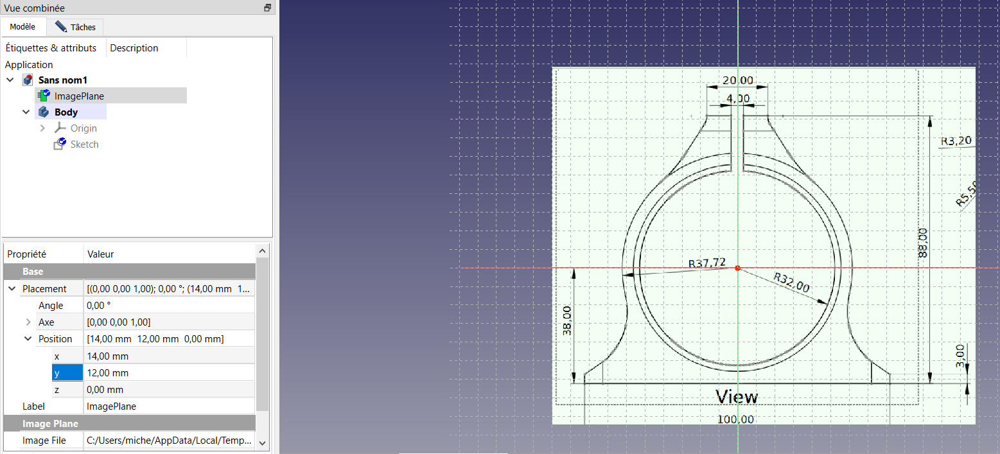 Vue combinée
Modèle
Tâches
Étiquettes & attributs Description
Application
Sans nom1
ImagePlane
Body
Origin
Sketch
Propriété Valeur
Base
Placement [(0,00 0,00 1,00); 0,00 °; (14,00 mm 1...
Angle 0,00 °
Axe [0,00 0,00 1,00]
Position [14,00 mm 12,00 mm 0,00 mm]
x 14,00 mm
y 12,00 mm
z 0,00 mm
Label ImagePlane
Image Plane
Image File C:/Users/miche/AppData/Local/Temp...
20,00
4,00
R3,20
R5,50
88,00
R37,72
R32,00
38,00
3,00
View
100,00